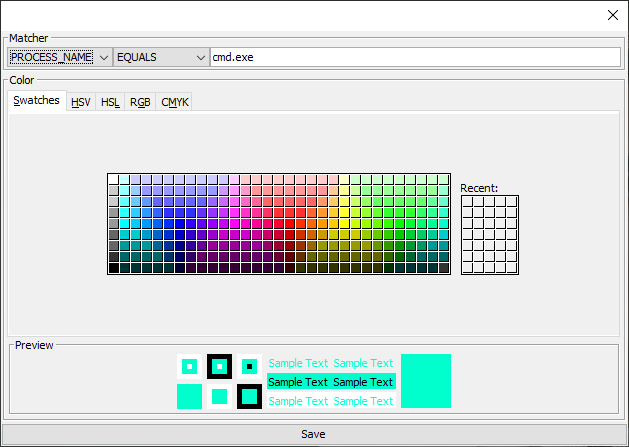 Matcher
PROCESS_NAME EQUALS cmd.exe
Color
Swatches HSV HSL RGB CMYK
Recent:
Preview
Sample Text Sample Text
Sample Text Sample Text
Sample Text Sample Text
Save